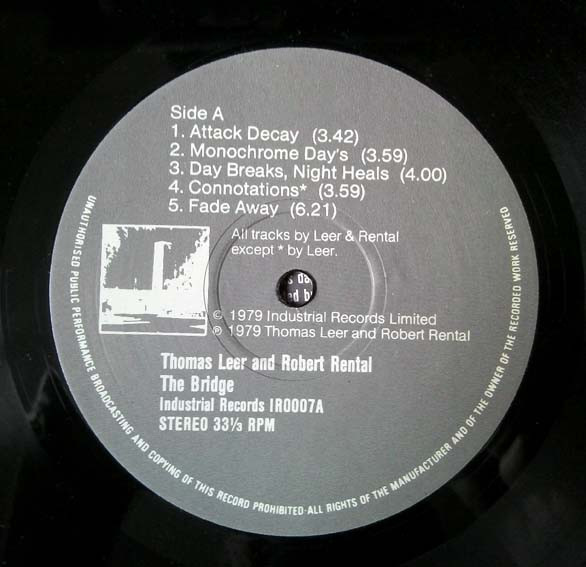 Side A
1. Attack Decay (3.42)
2. Monochrome Day's (3.59)
3. Day Breaks, Night Heals (4.00)
4. Connotations* (3.59)
5. Fade Away (6.21)
All tracks by Leer & Rental
except * by Leer.
© 1979 Industrial Records Limited
℗ 1979 Thomas Leer and Robert Rental
Thomas Leer and Robert Rental
The Bridge
Industrial Records IR0007A
STEREO 33⅓ RPM
UNAUTHORISED PUBLIC PERFORMANCE BROADCASTING AND COPYING OF THIS RECORD PROHIBITED·ALL RIGHTS OF THE MANUFACTURER AND OF THE OWNER OF THE RECORDED WORK RESERVED